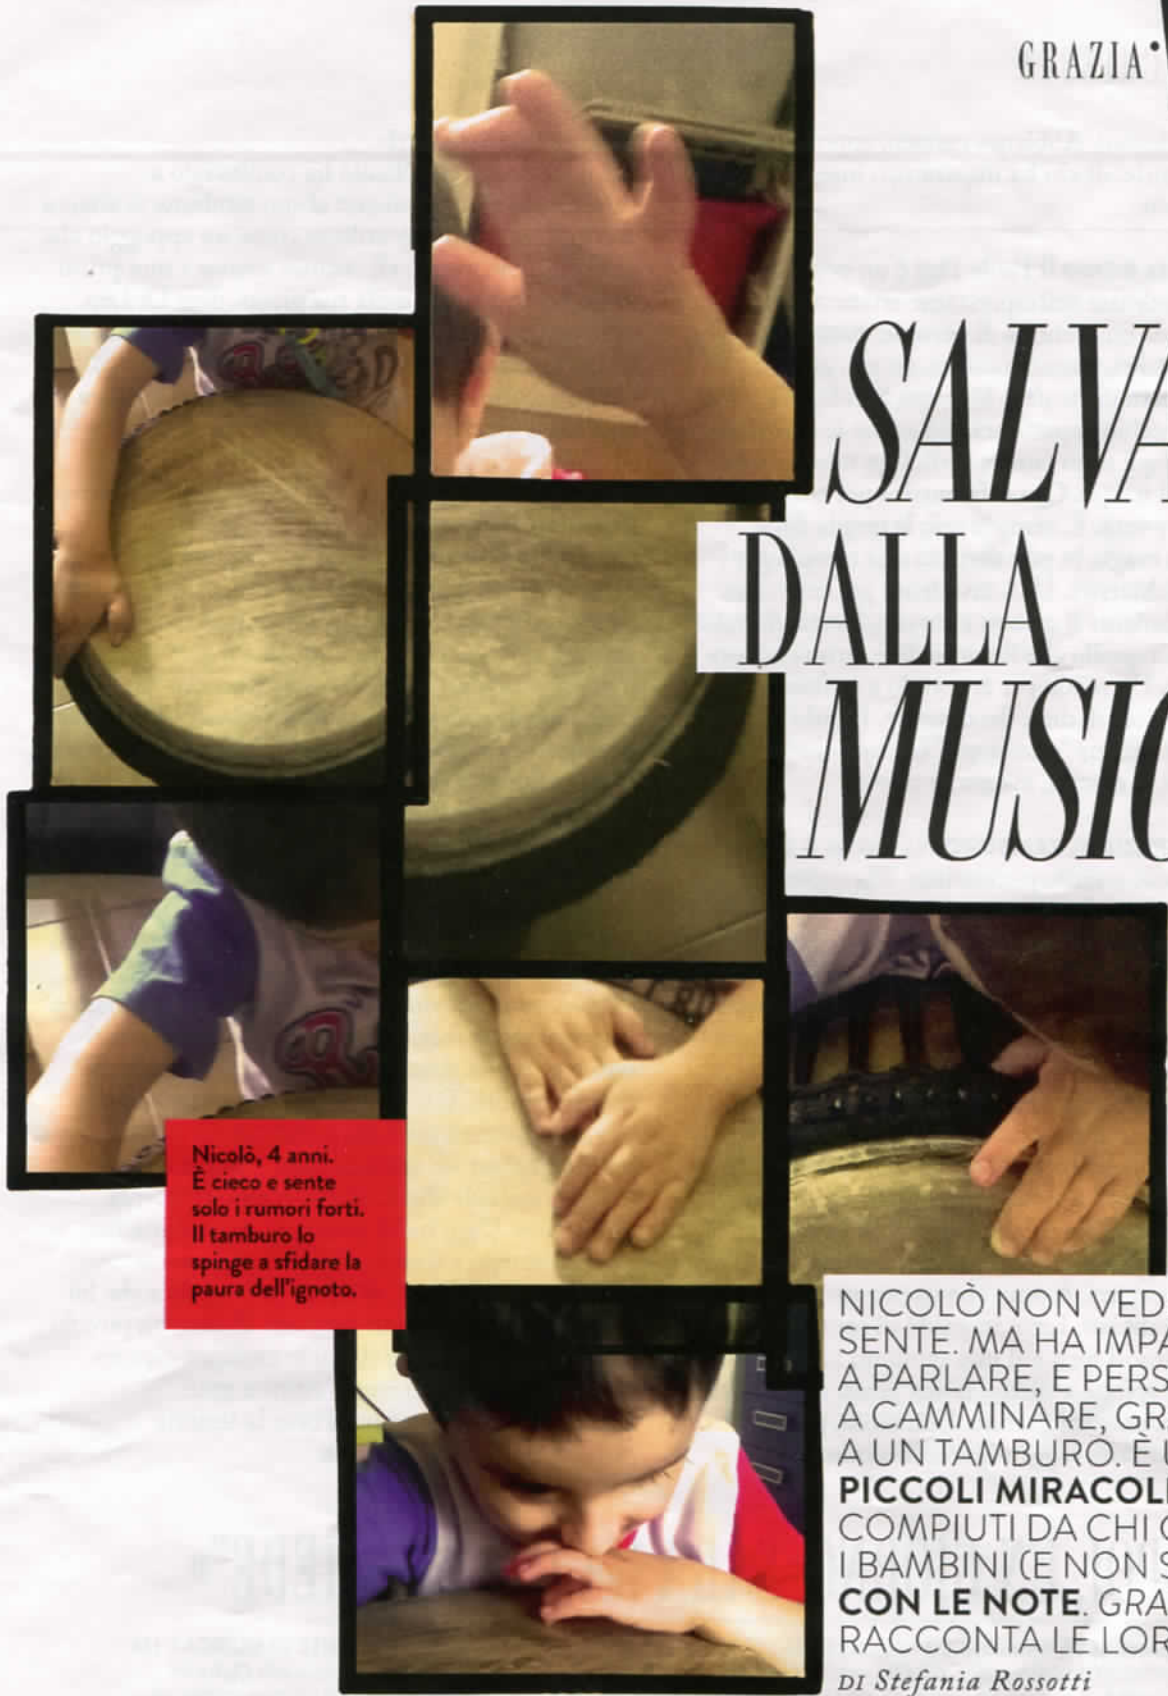 GRAZIA•
SALVA
DALLA
MUSIC
Nicolò, 4 anni.
È cieco e sente
solo i rumori forti.
Il tamburo lo
spinge a sfidare la
paura dell'ignoto.
NICOLÒ NON VED
SENTE. MA HA IMPA
A PARLARE, E PERS
A CAMMINARE, GRA
A UN TAMBURO. È U
PICCOLI MIRACOLI
COMPIUTI DA CHI C
I BAMBINI (E NON S
CON LE NOTE. GRA
RACCONTA LE LOR
DI Stefania Rossotti